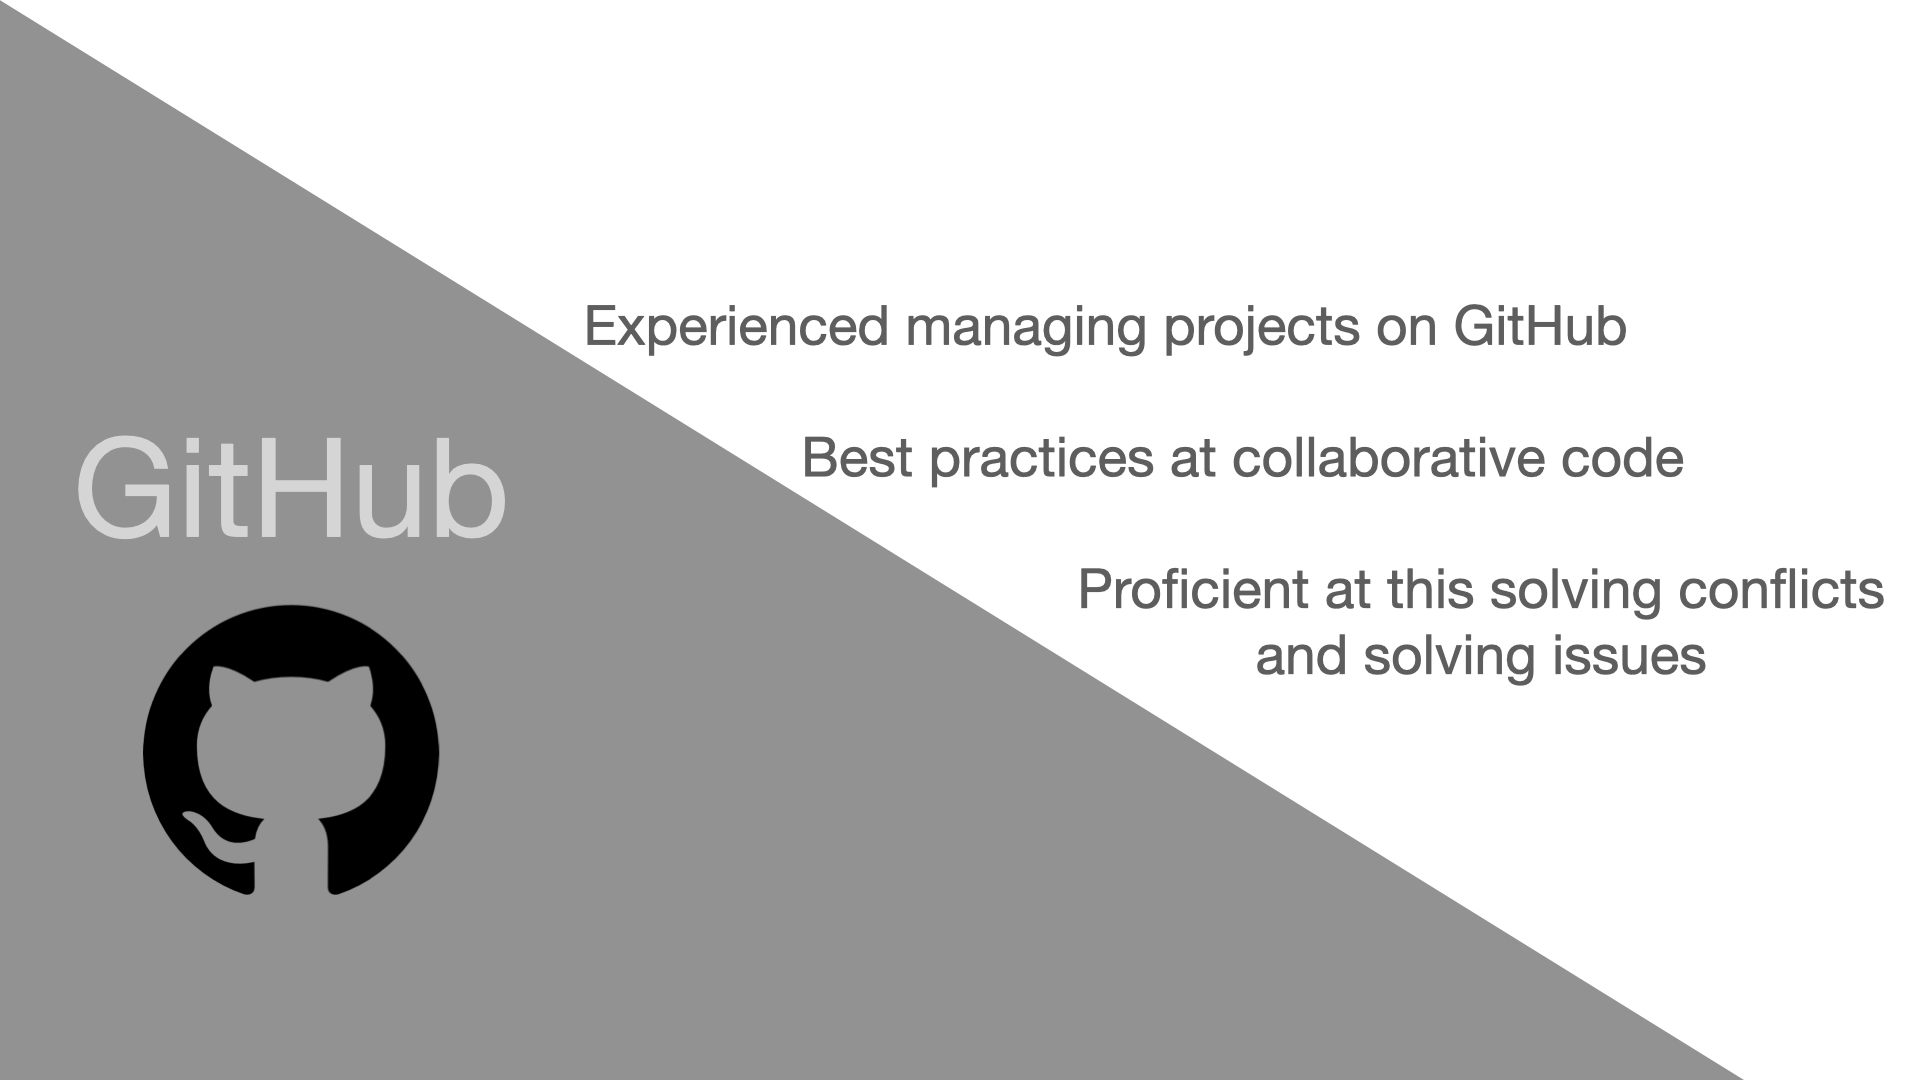 GitHub
Experienced managing projects on GitHub
Best practices at collaborative code
Proficient at this solving conflicts
and solving issues